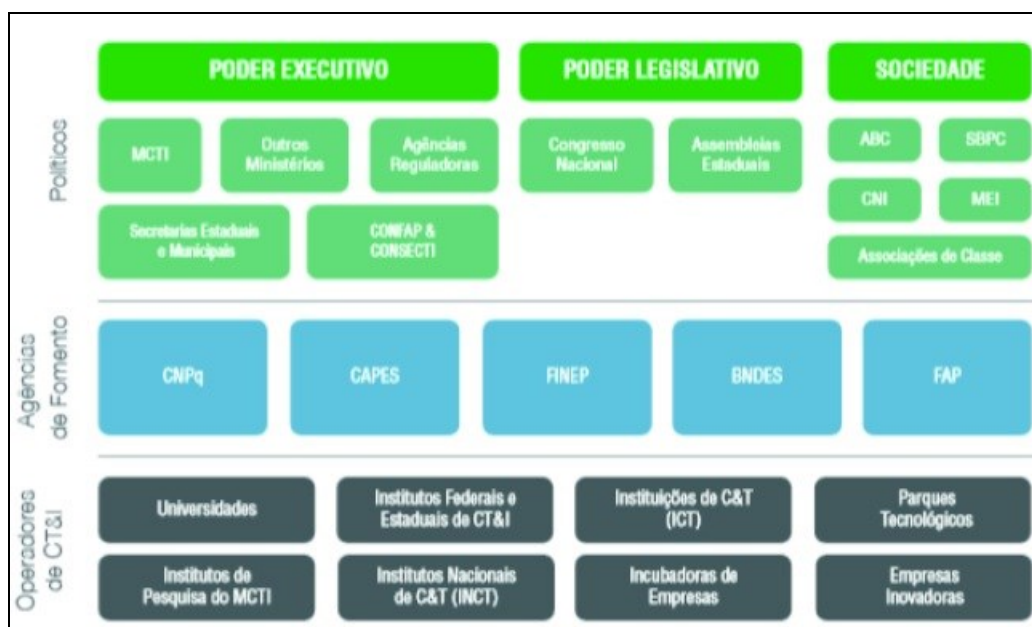 PODER EXECUTIVO
PODER LEGISLATIVO
SOCIEDADE
Políticos
MCTI
Outros
Ministérios
Agências
Reguladoras
Congresso
Nacional
Assembleias
Estaduais
ABC
SBPC
CNI
MEI
Secretarias Estaduais
e Municipais
CONFAP &
CONSECTI
Associações de Classe
Agências
de Fomento
CNPq
CAPES
FINEP
BNDES
FAP
Operadores
de CT&I
Universidades
Institutos Federais e
Estaduais de CT&I
Instituições de C&T
(ICT)
Parques
Tecnológicos
Institutos de
Pesquisa do MCTI
Institutos Nacionais
de C&T (INCT)
Incubadoras de
Empresas
Empresas
Inovadoras